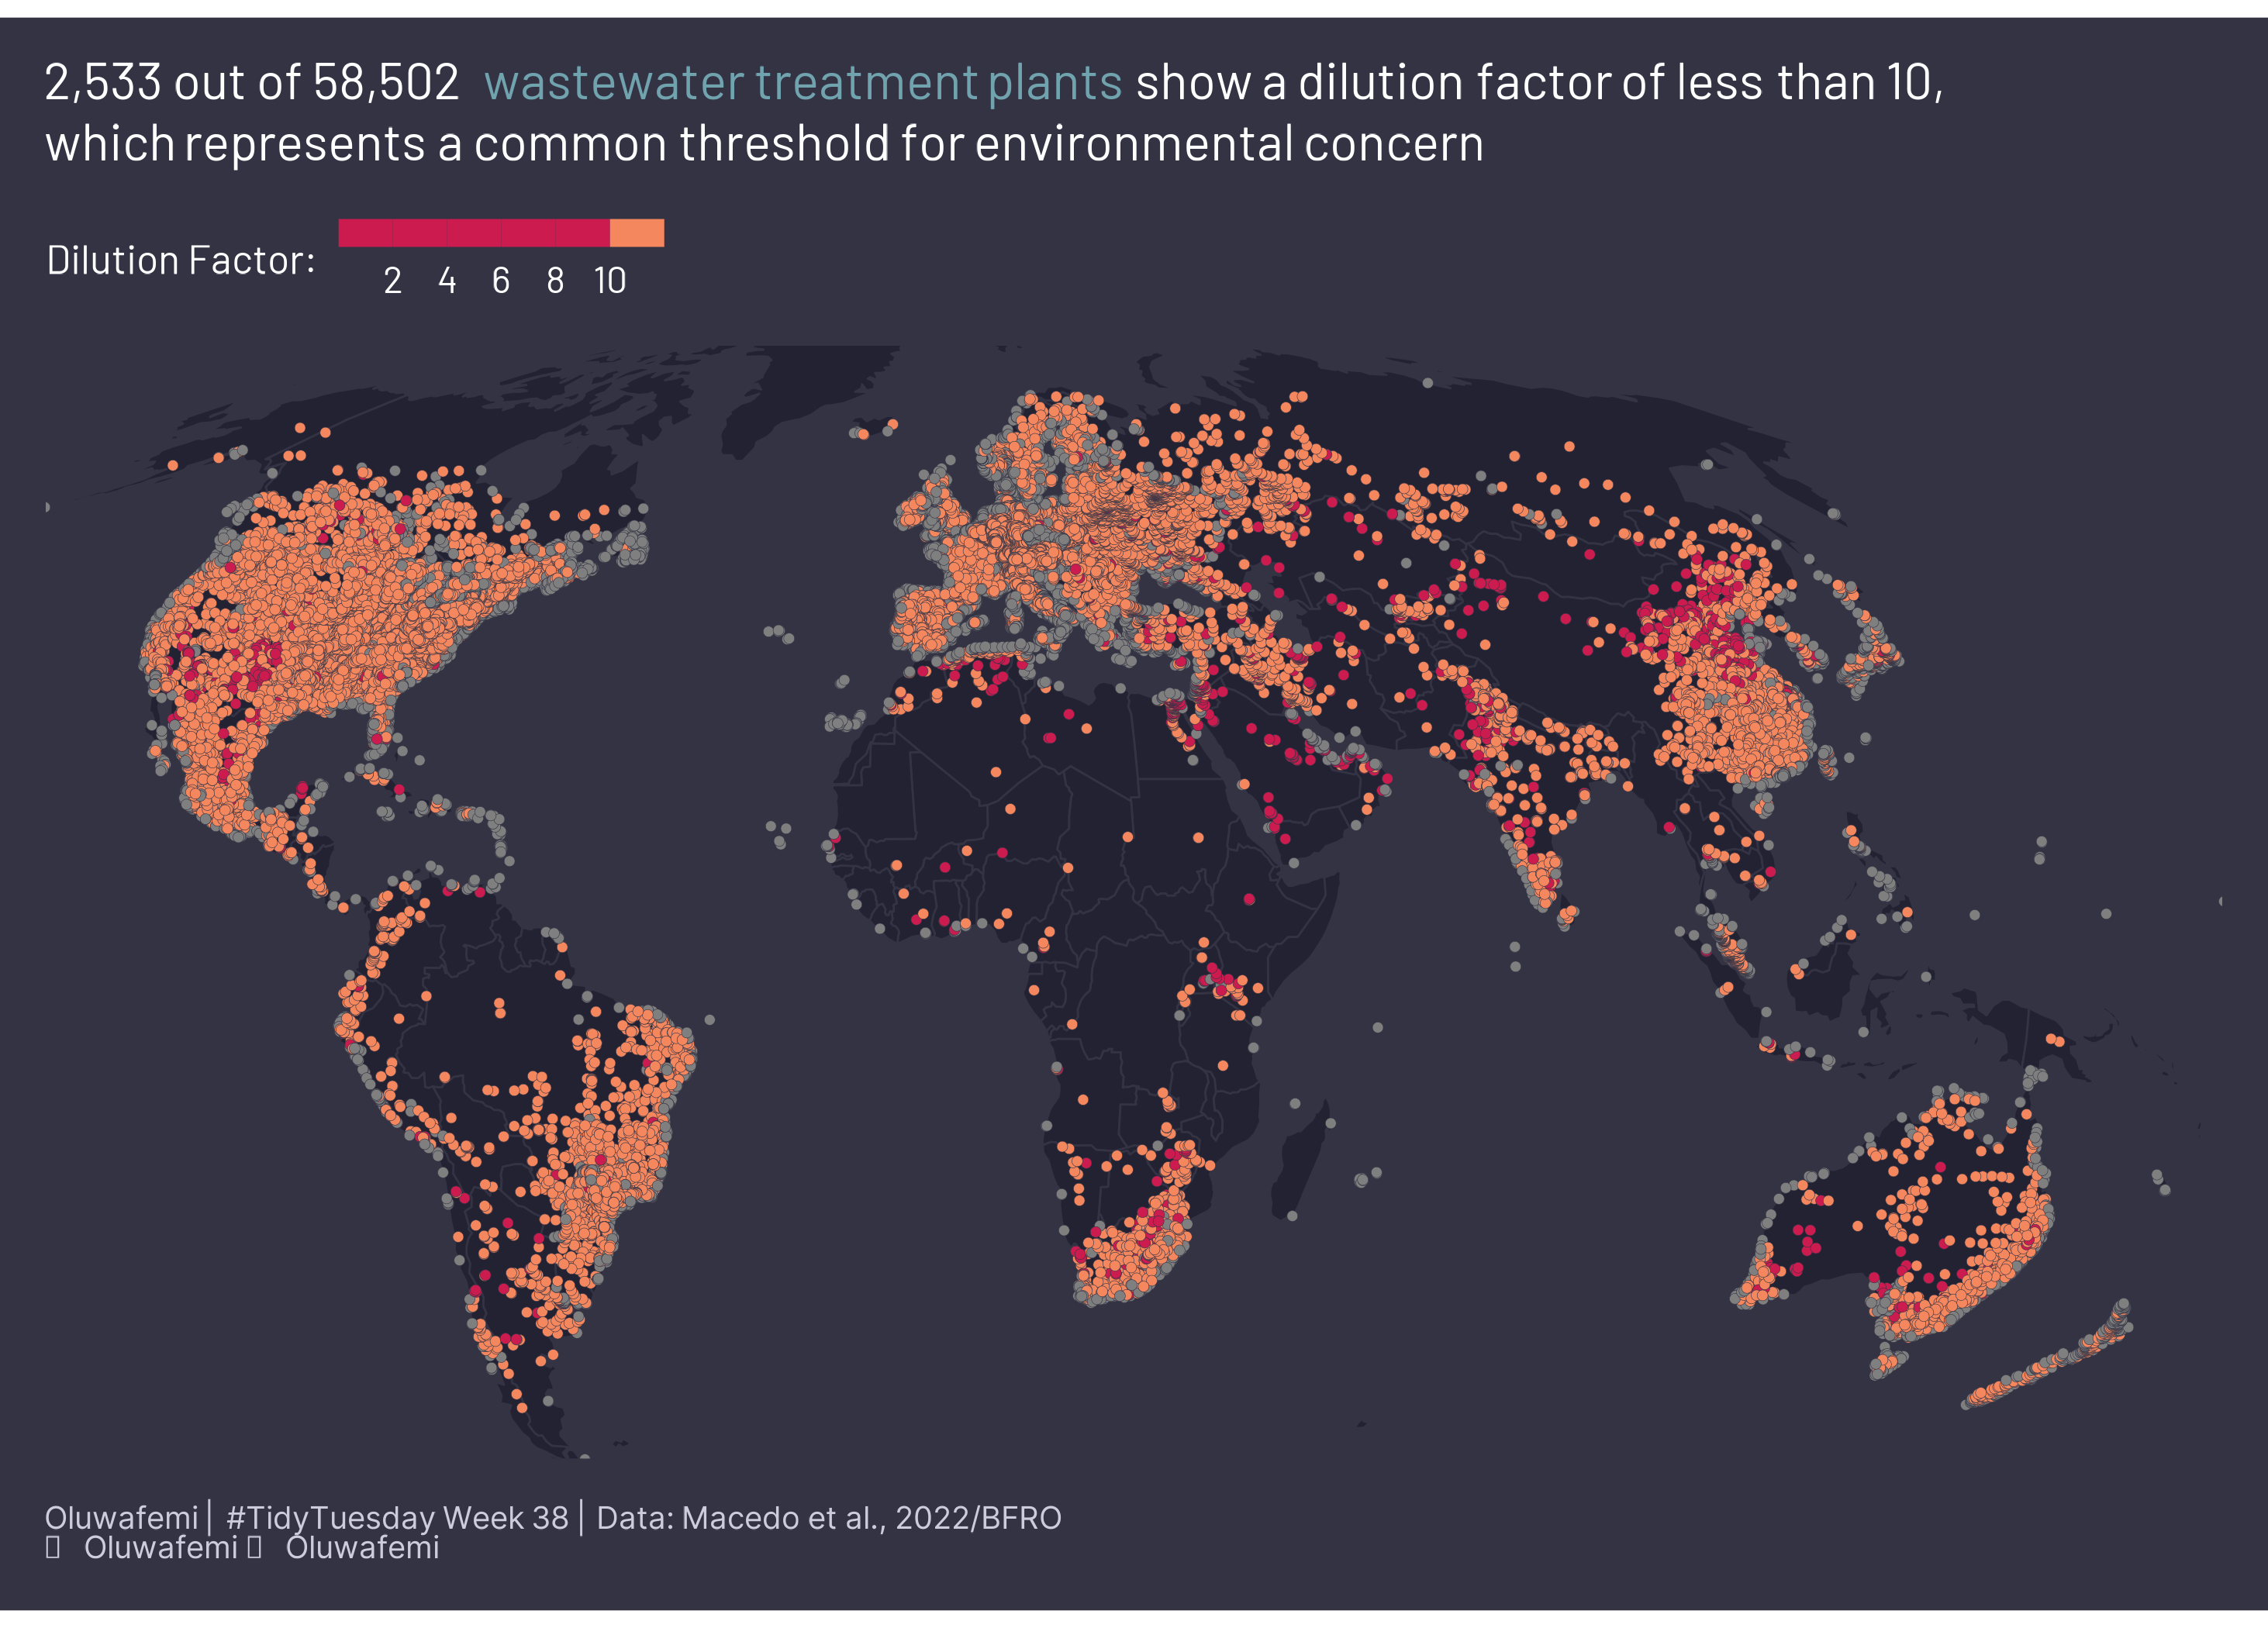 2,533 out of 58,502 wastewater treatment plants show a dilution factor of less than 10,
which represents a common threshold for environmental concern
Dilution Factor:
2 4 6 8 10
Oluwafemi | #TidyTuesday Week 38 | Data: Macedo et al., 2022/BFRO
Oluwafemi Oluwafemi